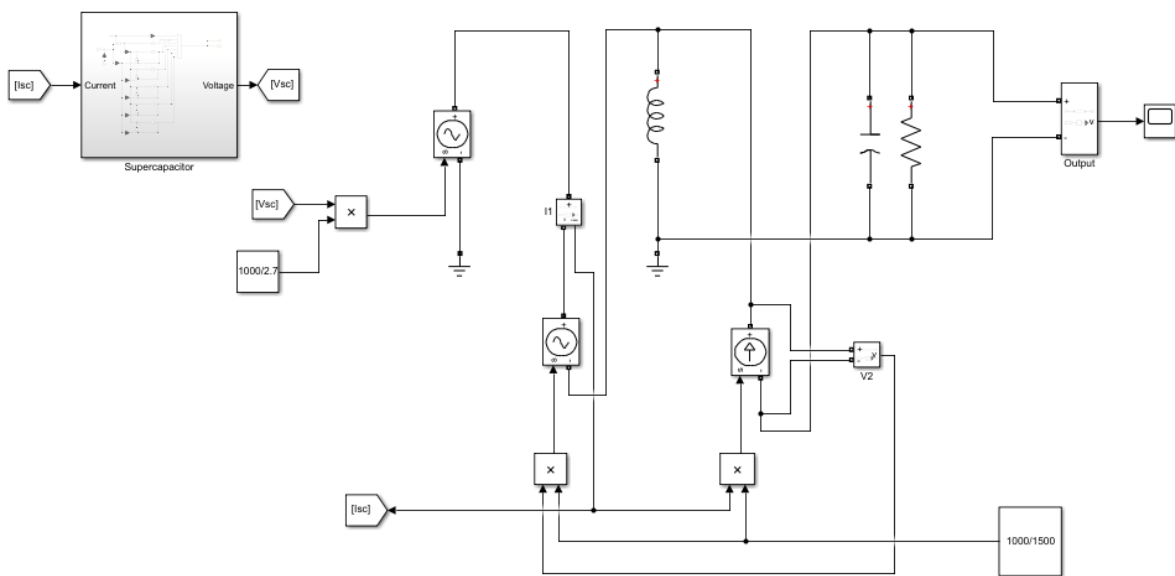 [Isc]
Current
Voltage
[Vsc]
Supercapacitor
[Vsc]
×
1000/2.7
+
S
-
I1
+
-
+
S
-
+
S
-
+
-
v
V2
+
-
v
Output
×
×
[Isc]
1000/1500